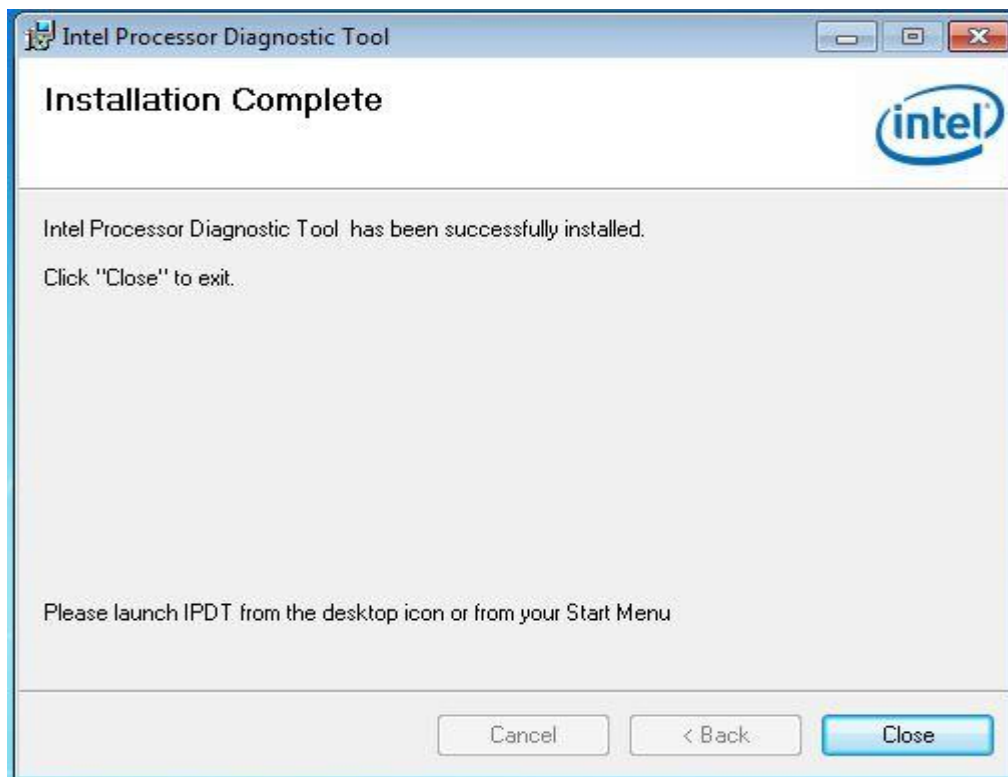 Intel Processor Diagnostic Tool
Installation Complete
intel
Intel Processor Diagnostic Tool  has been successfully installed.
Click "Close" to exit.
Please launch IPDT from the desktop icon or from your Start Menu
Cancel
< Back
Close